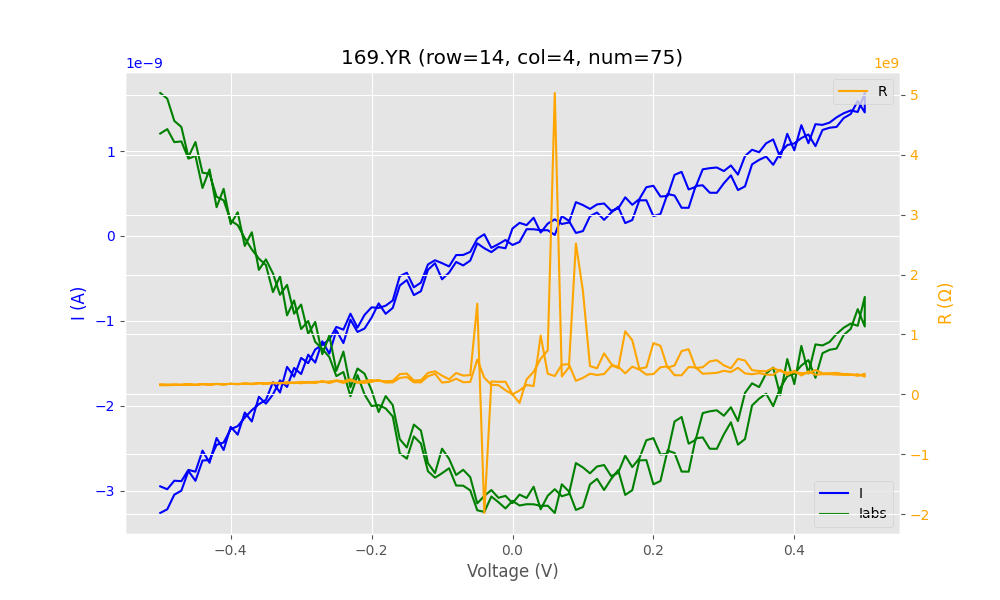 169.YR (row=14, col=4, num=75)
1e−9
1e9
R
1
0
−1
−2
−3
I (A)
5
4
3
2
1
0
−1
−2
R (Ω)
I
Iabs
−0.4
−0.2
0.0
0.2
0.4
Voltage (V)